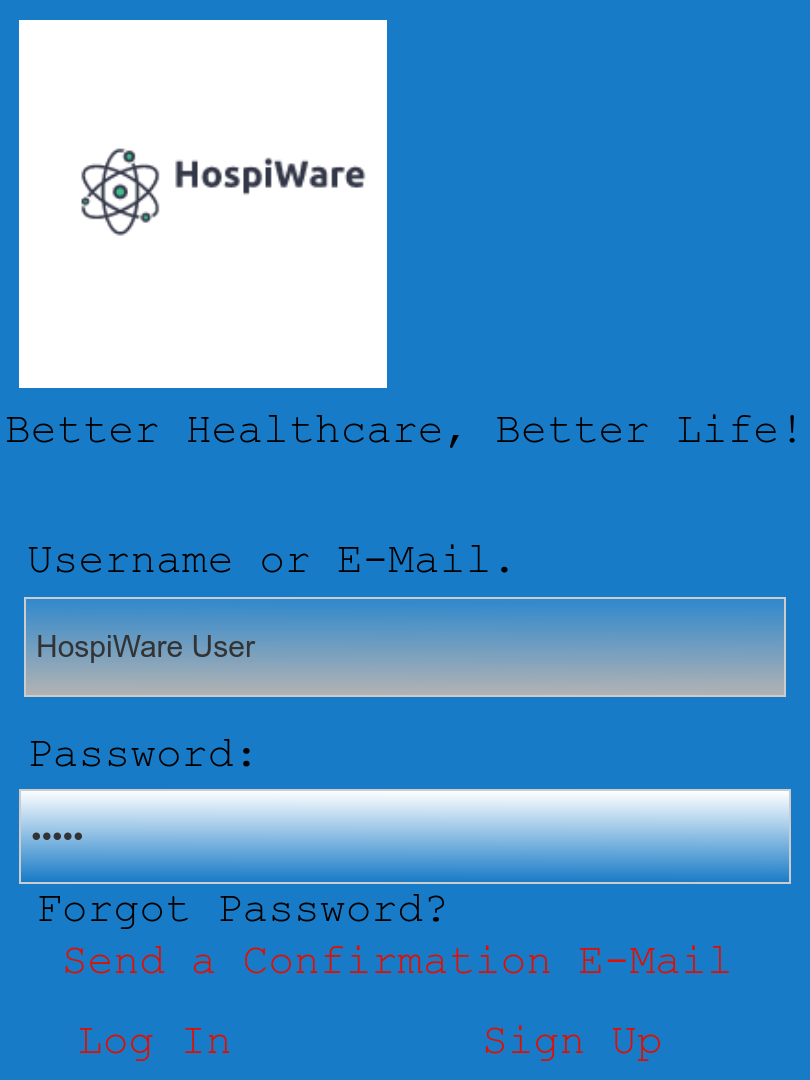 HospiWare
Better Healthcare, Better Life!
Username or E-Mail.
HospiWare User
Password:
•••••
Forgot Password?
Send a Confirmation E-Mail
Log In Sign Up